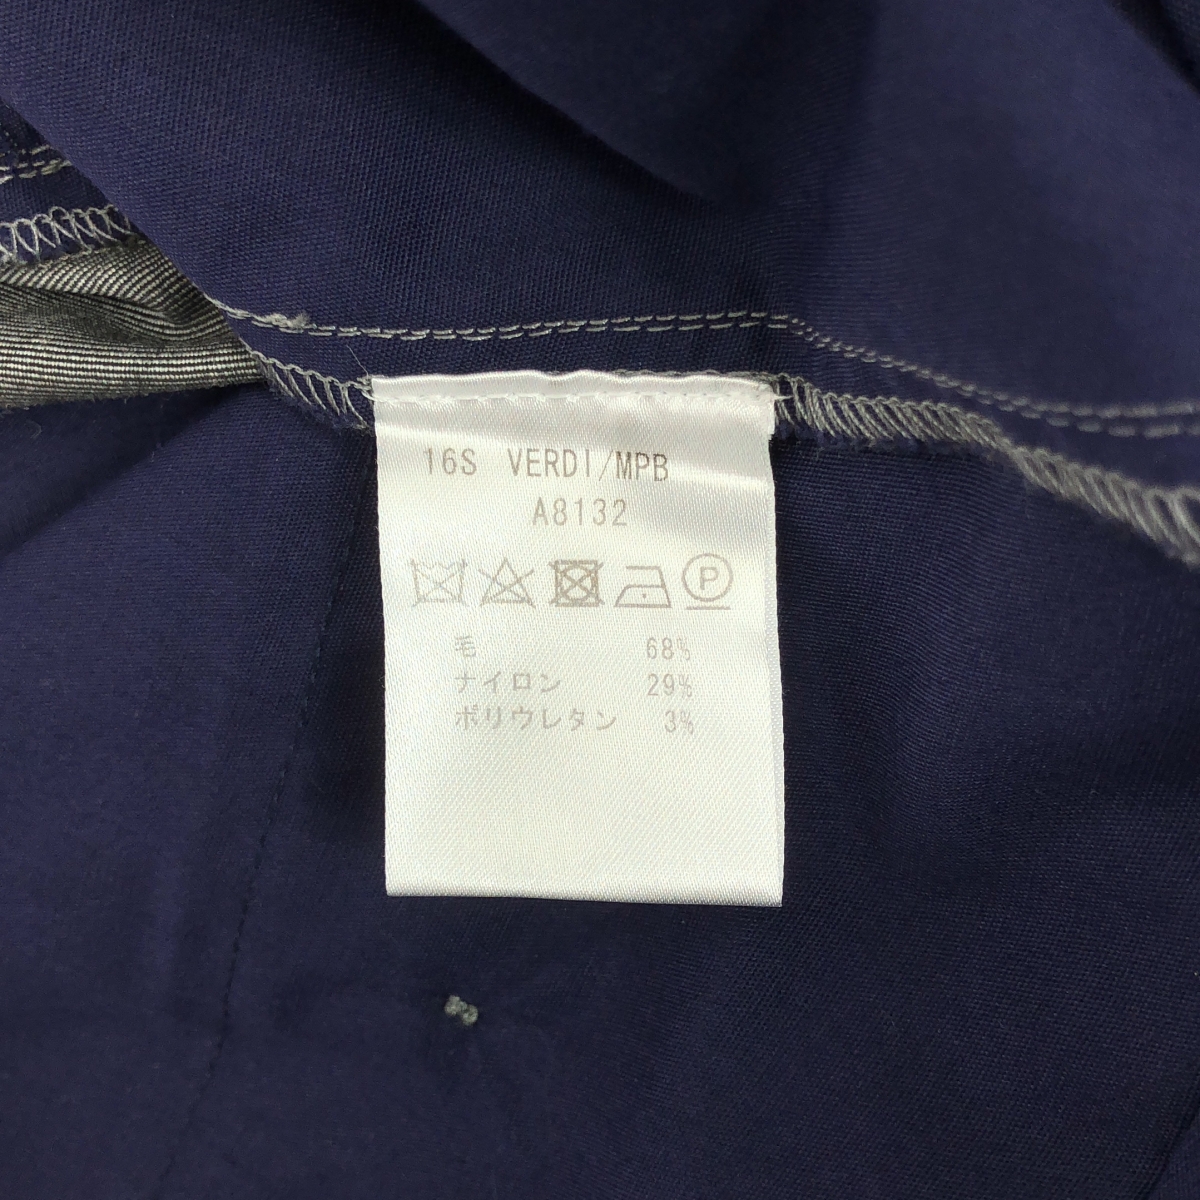 16S VERDI/MPB
A8132
P
毛 68%
ナイロン 29%
ポリウレタン 3%